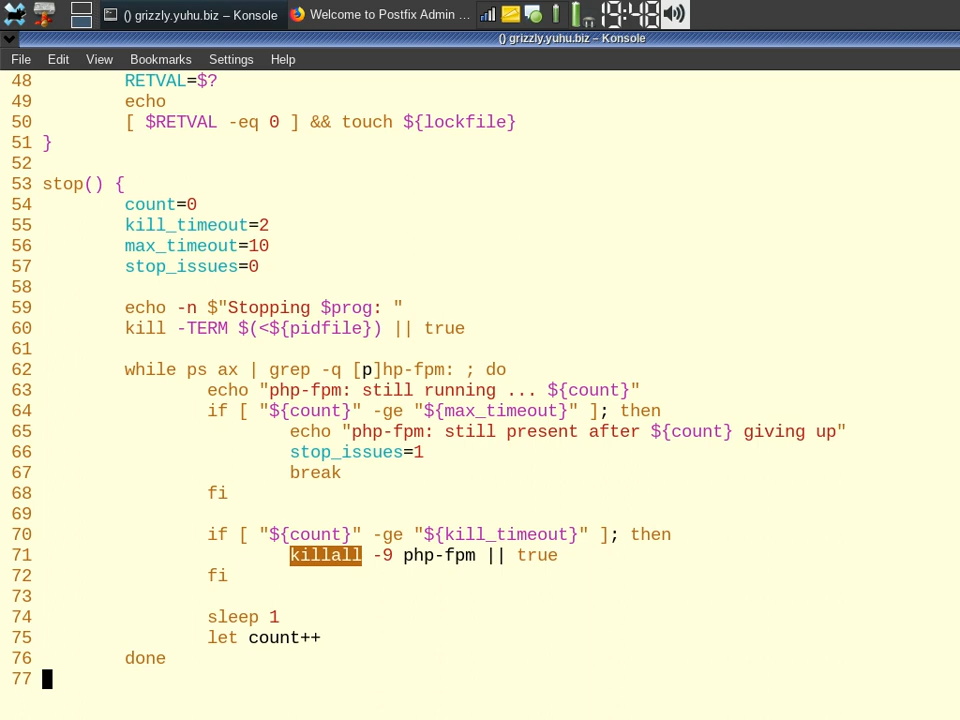 () grizzly.yuhu.biz – Konsole
Welcome to Postfix Admin ...
19:48
() grizzly.yuhu.biz – Konsole
File Edit View Bookmarks Settings Help
48         RETVAL=$?
49         echo
50         [ $RETVAL -eq 0 ] && touch ${lockfile}
51 }
52
53 stop() {
54         count=0
55         kill_timeout=2
56         max_timeout=10
57         stop_issues=0
58
59         echo -n $"Stopping $prog: "
60         kill -TERM $(<${pidfile}) || true
61
62         while ps ax | grep -q [p]hp-fpm: ; do
63                 echo "php-fpm: still running ... ${count}"
64                 if [ "${count}" -ge "${max_timeout}" ]; then
65                         echo "php-fpm: still present after ${count} giving up"
66                         stop_issues=1
67                         break
68                 fi
69
70                 if [ "${count}" -ge "${kill_timeout}" ]; then
71                         killall -9 php-fpm || true
72                 fi
73
74                 sleep 1
75                 let count++
76         done
77